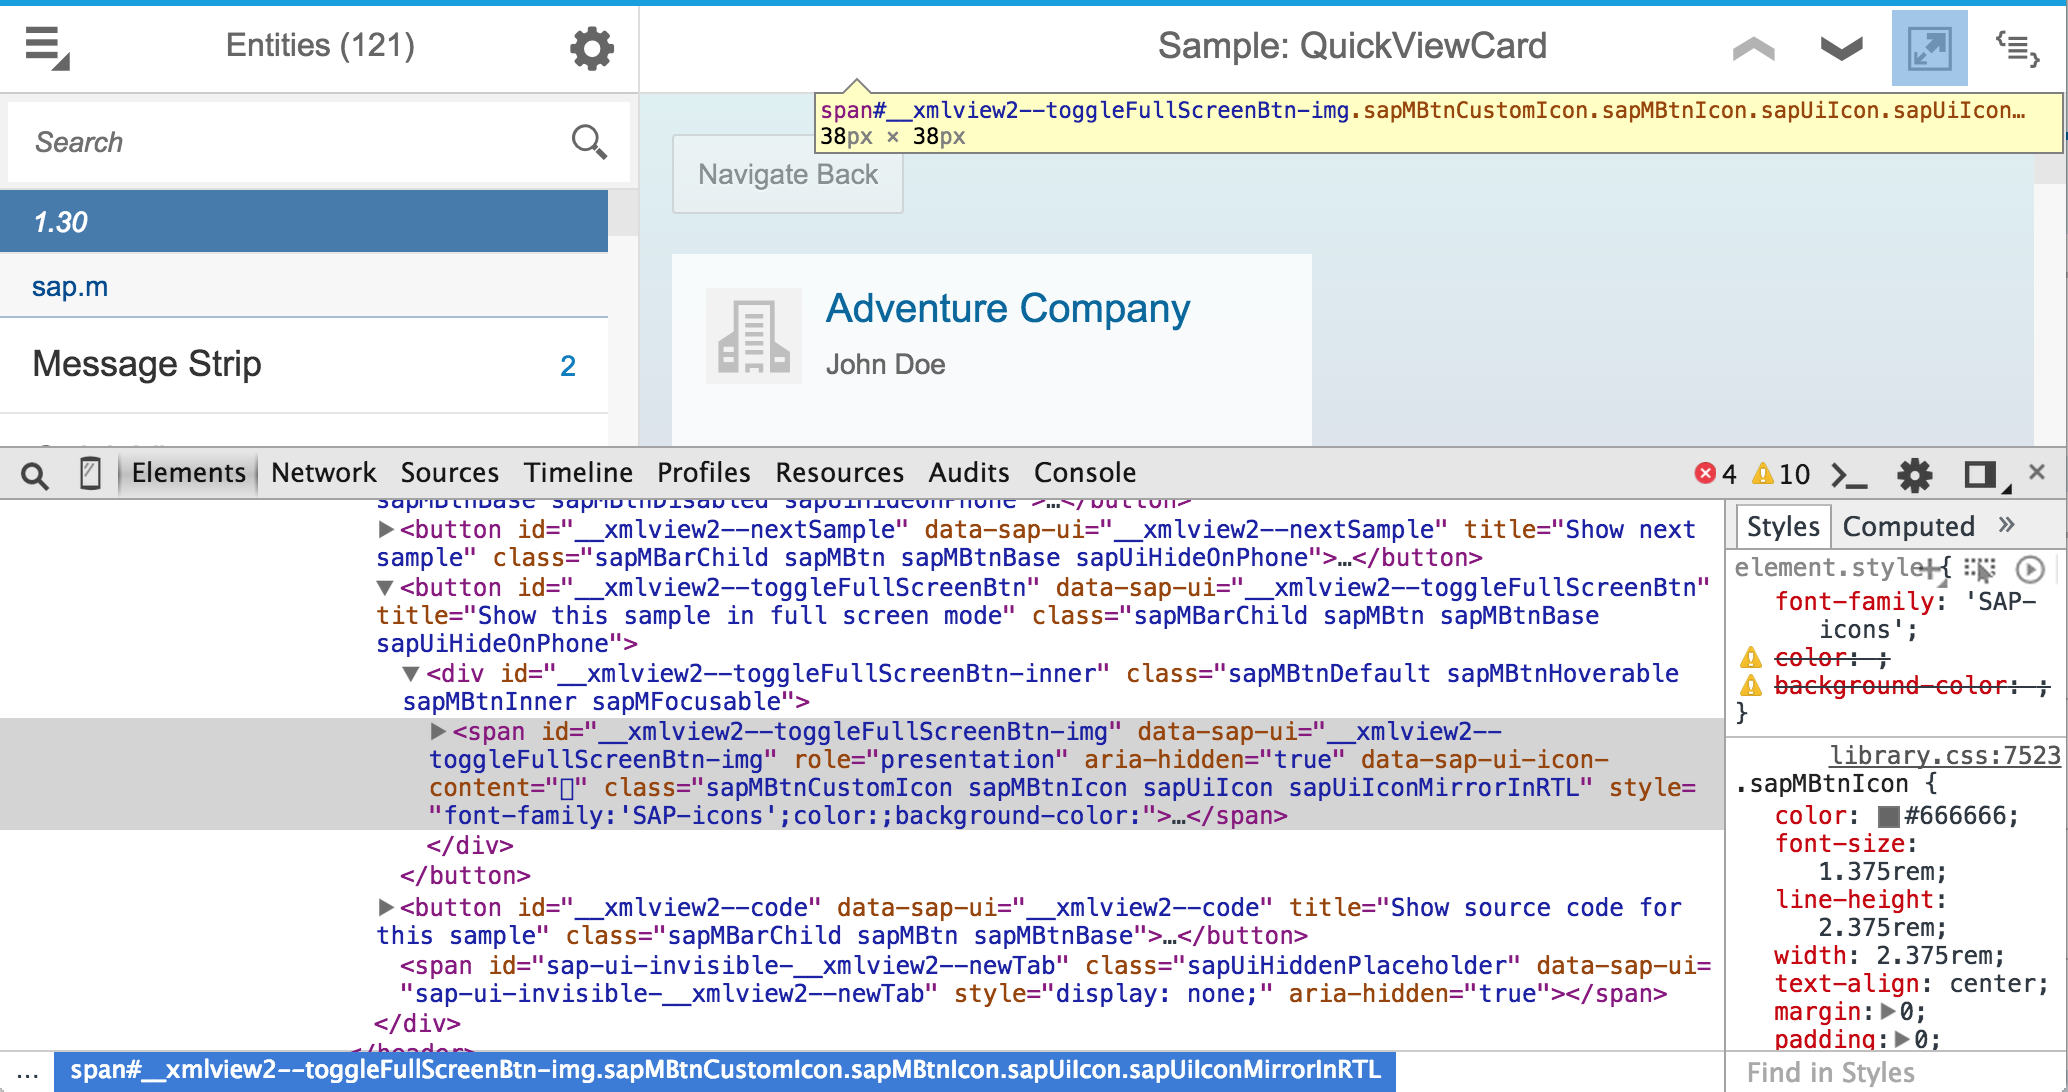 Entities (121)
Sample: QuickViewCard
span#__xmlview2--toggleFullScreenBtn-img.sapMBtnCustomIcon.sapMBtnIcon.sapUiIcon.sapUiIcon…
38px × 38px
Search
Navigate Back
1.30
sap.m
Adventure Company
Message Strip 2
John Doe
Elements Network Sources Timeline Profiles Resources Audits Console 4 10
sapMBtnBase sapMBtnDisabled sapUiHideOnPhone">…</button>
<button id="__xmlview2--nextSample" data-sap-ui="__xmlview2--nextSample" title="Show next
sample" class="sapMBarChild sapMBtn sapMBtnBase sapUiHideOnPhone">…</button>
<button id="__xmlview2--toggleFullScreenBtn" data-sap-ui="__xmlview2--toggleFullScreenBtn"
title="Show this sample in full screen mode" class="sapMBarChild sapMBtn sapMBtnBase
sapUiHideOnPhone">
<div id="__xmlview2--toggleFullScreenBtn-inner" class="sapMBtnDefault sapMBtnHoverable
sapMBtnInner sapMFocusable">
<span id="__xmlview2--toggleFullScreenBtn-img" data-sap-ui="__xmlview2--
toggleFullScreenBtn-img" role="presentation" aria-hidden="true" data-sap-ui-icon-
content="" class="sapMBtnCustomIcon sapMBtnIcon sapUiIcon sapUiIconMirrorInRTL" style=
"font-family:'SAP-icons';color:;background-color:">…</span>
</div>
</button>
<button id="__xmlview2--code" data-sap-ui="__xmlview2--code" title="Show source code for
this sample" class="sapMBarChild sapMBtn sapMBtnBase">…</button>
<span id="sap-ui-invisible-__xmlview2--newTab" class="sapUiHiddenPlaceholder" data-sap-ui=
"sap-ui-invisible-__xmlview2--newTab" style="display: none;" aria-hidden="true"></span>
</div>
</header>
... span#__xmlview2--toggleFullScreenBtn-img.sapMBtnCustomIcon.sapMBtnIcon.sapUiIcon.sapUiIconMirrorInRTL
Styles Computed »
element.style {
font-family: 'SAP-
icons';
color: ;
background-color: ;
}
library.css:7523
.sapMBtnIcon {
color: #666666;
font-size:
1.375rem;
line-height:
2.375rem;
width: 2.375rem;
text-align: center;
margin: 0;
padding: 0;
Find in Styles